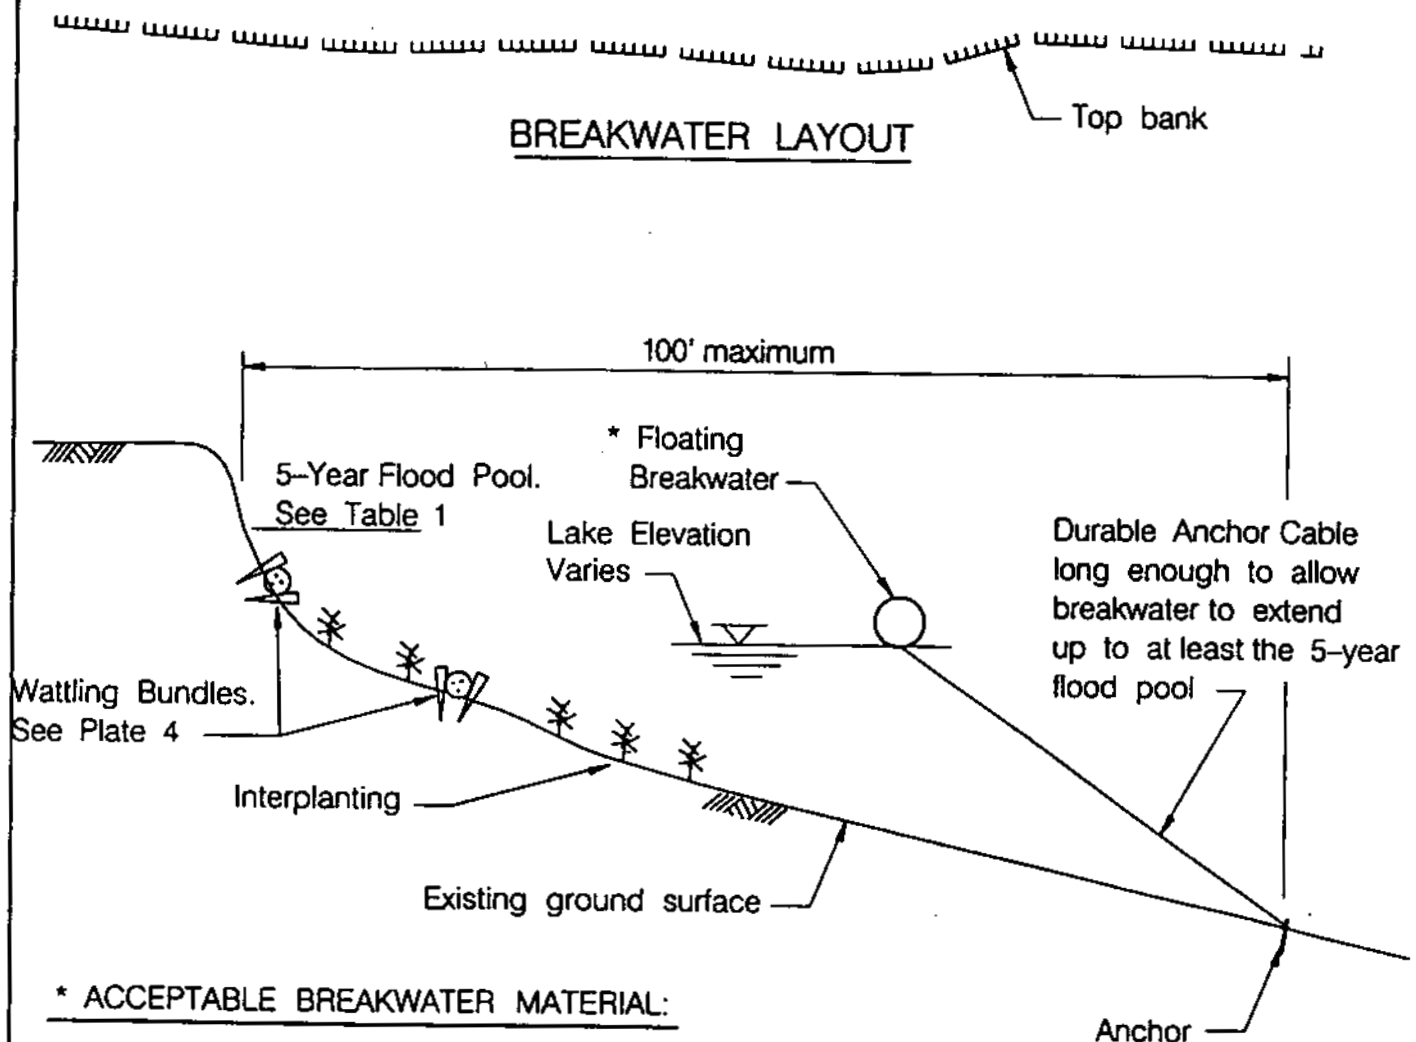 Top bank
BREAKWATER LAYOUT
100' maximum
* Floating
Breakwater
5-Year Flood Pool.
See Table 1
Lake Elevation
Varies
Durable Anchor Cable
long enough to allow
breakwater to extend
up to at least the 5-year
flood pool
Wattling Bundles.
See Plate 4
Interplanting
Existing ground surface
* ACCEPTABLE BREAKWATER MATERIAL:
Anchor